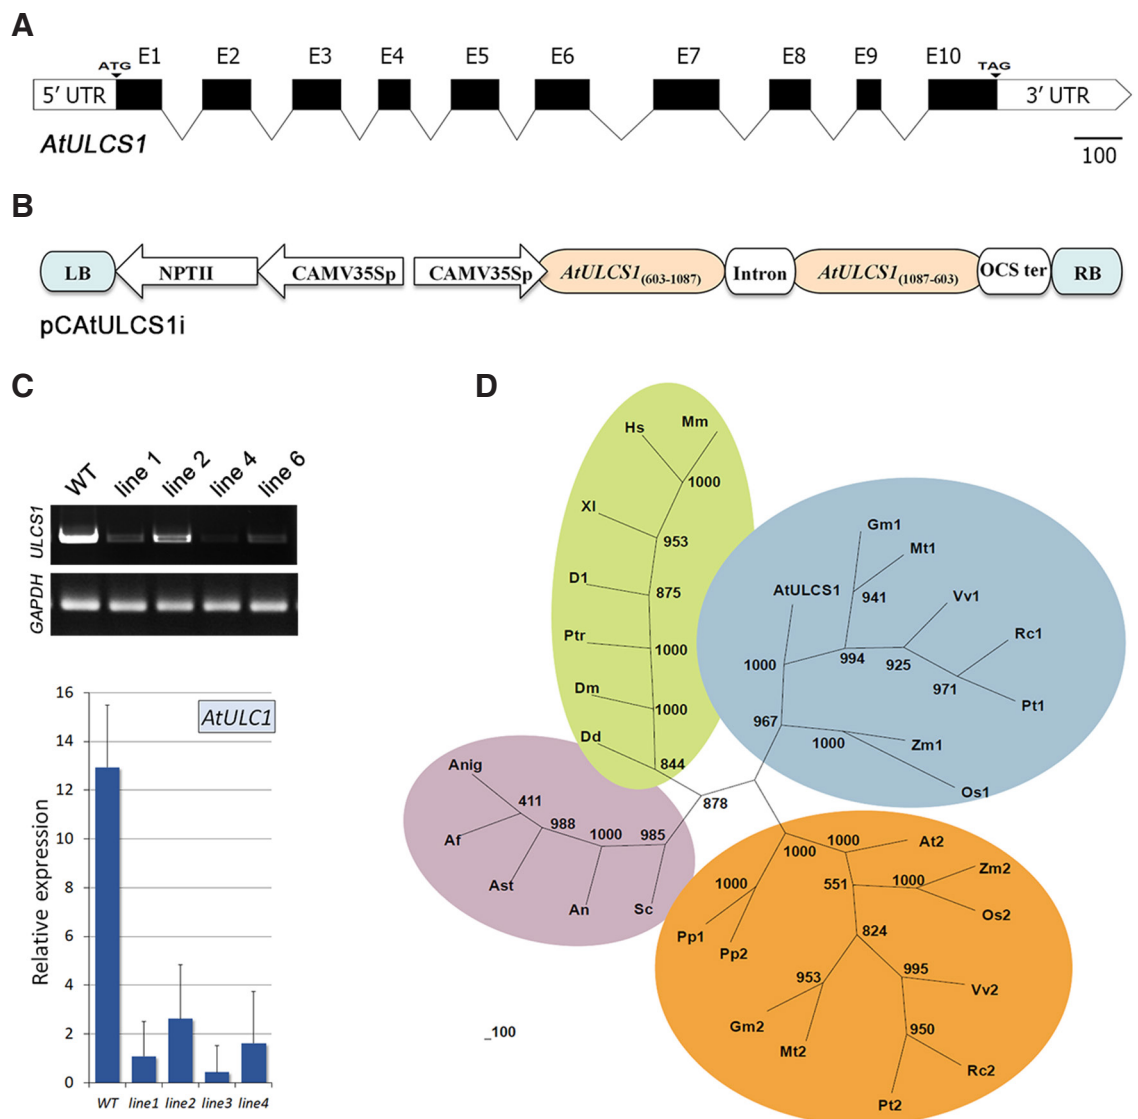 A
E1 E2 E3 E4 E5 E6 E7 E8 E9 E10
ATG TAG
5′ UTR 3′ UTR
AtULCS1
100
B
LB NPTII CAMV35Sp CAMV35Sp AtULCS1(603-1087) Intron AtULCS1(1087-603) OCS ter RB
pCAtULCS1i
C
WT line 1 line 2 line 4 line 6
ULCS1
GAPDH
AtULC1
Relative expression
16
14
12
10
8
6
4
2
0
WT line1 line2 line3 line4
D
Hs
Mm
1000
Xl
953
D1
875
Ptr
1000
Dm
1000
Dd
844
878
Gm1
Mt1
941
AtULCS1
Vv1
Rc1
1000
994
925
971
Pt1
967
1000
Zm1
Os1
Anig
411
988
1000
985
Af
Ast
An
Sc
1000
1000
At2
1000
551
1000
Zm2
Os2
Pp1
Pp2
824
953
995
Vv2
Gm2
Mt2
950
Rc2
Pt2
_100